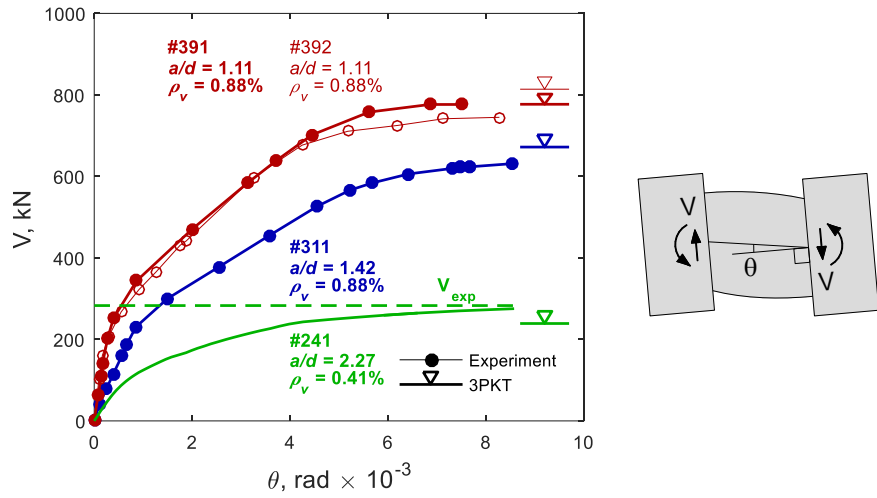 1000
800
600
400
200
0
V, kN
#391
a/d = 1.11
ρv = 0.88%
#392
a/d = 1.11
ρv = 0.88%
#311
a/d = 1.42
ρv = 0.88%
Vexp
#241
a/d = 2.27
ρv = 0.41%
Experiment
3PKT
0 2 4 6 8 10
θ, rad × 10⁻³
V
θ
V